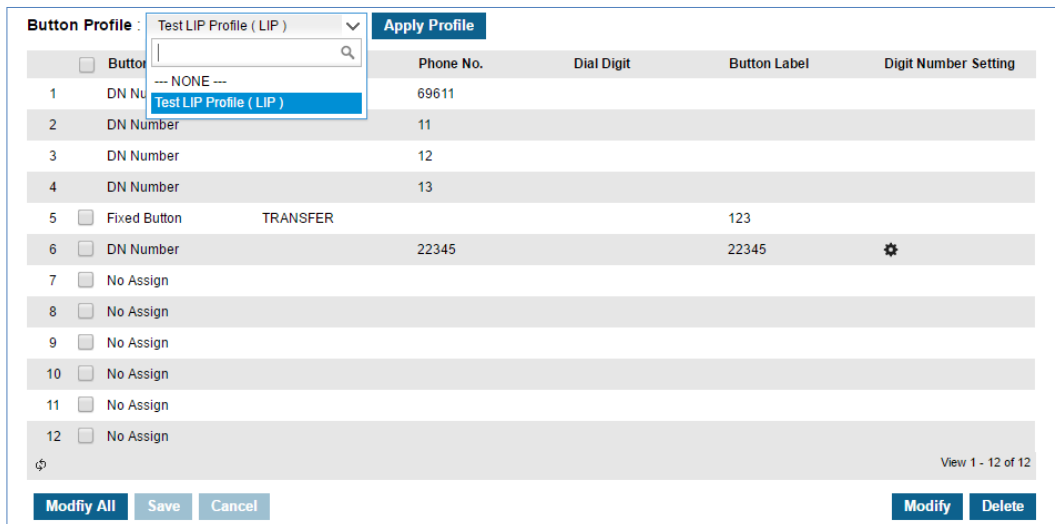 Button Profile : Test LIP Profile ( LIP ) Apply Profile
--- NONE ---
Test LIP Profile ( LIP )
Button Phone No. Dial Digit Button Label Digit Number Setting
1 DN Nu 69611
2 DN Number 11
3 DN Number 12
4 DN Number 13
5 Fixed Button TRANSFER 123
6 DN Number 22345 22345
7 No Assign
8 No Assign
9 No Assign
10 No Assign
11 No Assign
12 No Assign
View 1 - 12 of 12
Modfiy All Save Cancel Modify Delete